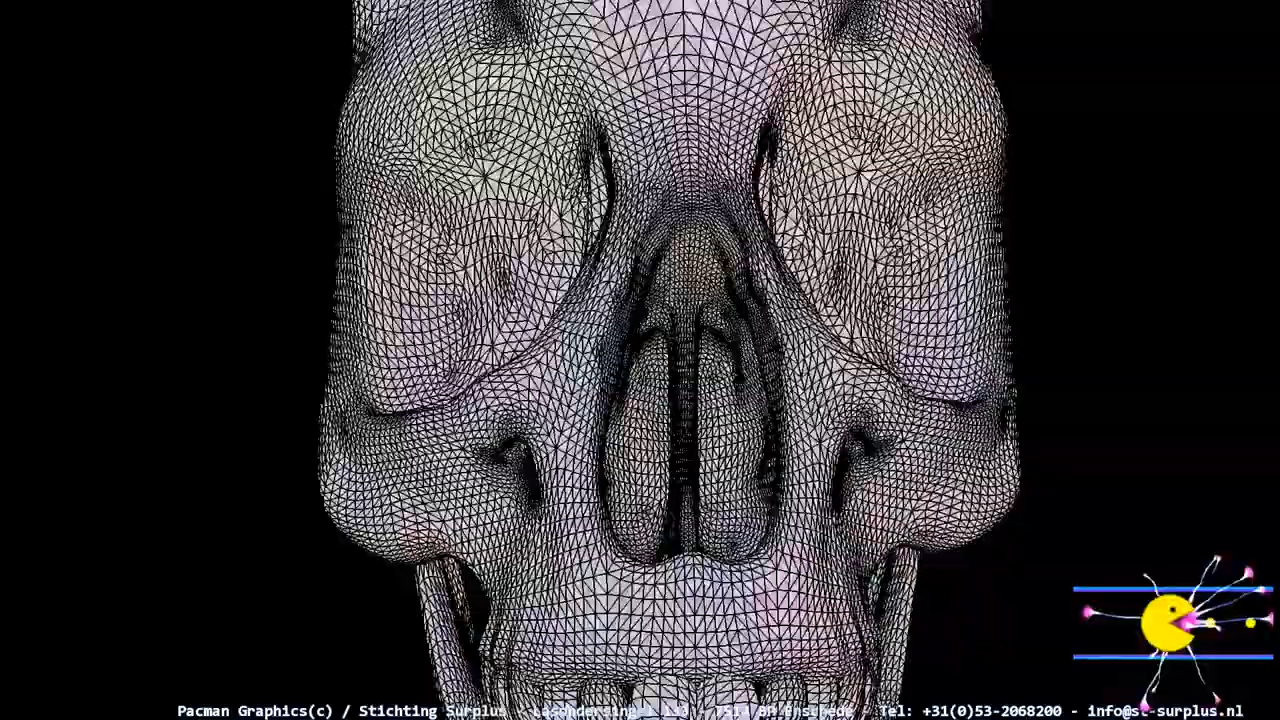 Pacman Graphics(c) / Stichting Surplus - - Tel: +31(0)53-2068200 - info@st-surplus.nl